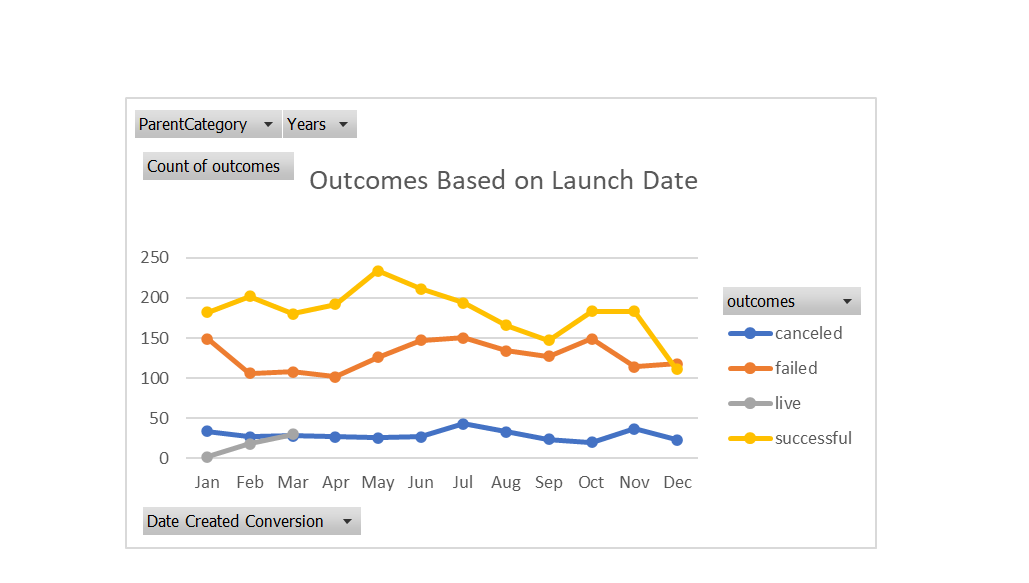 ParentCategory Years
Count of outcomes
Outcomes Based on Launch Date
250
200
150
100
50
0
Jan Feb Mar Apr May Jun Jul Aug Sep Oct Nov Dec
outcomes
canceled
failed
live
successful
Date Created Conversion